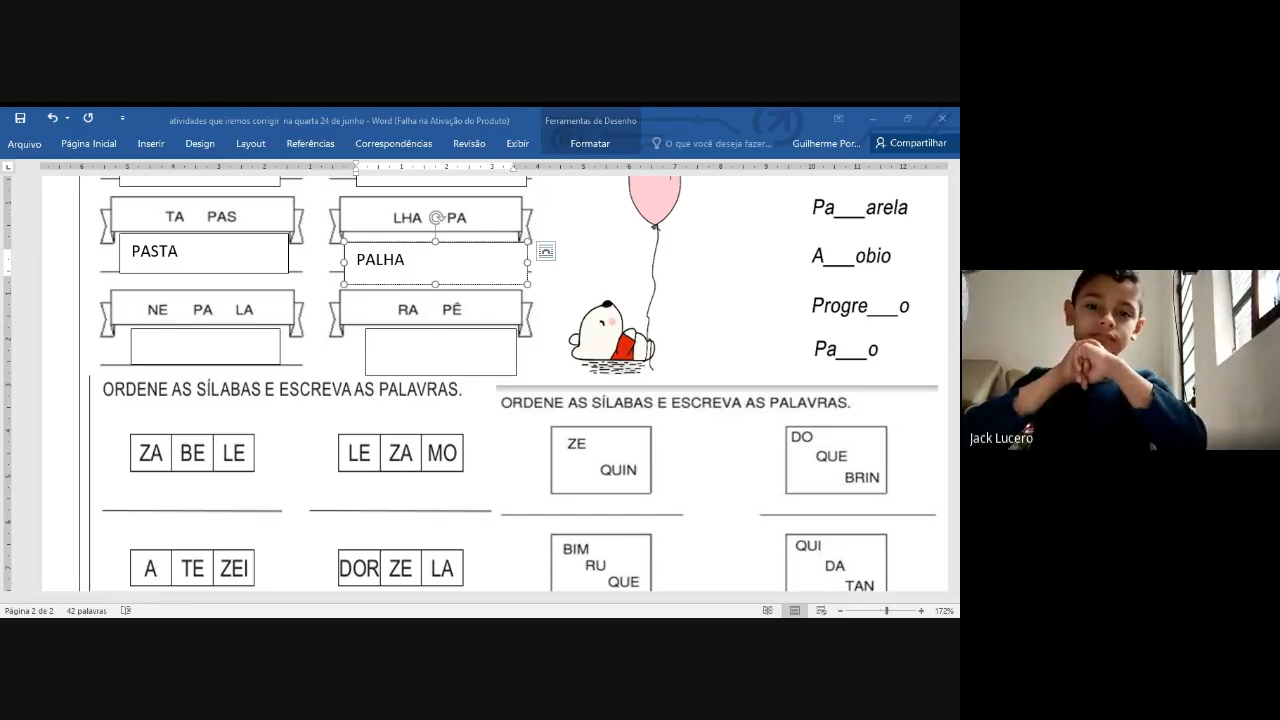 atividades que iremos corrigir na quarta 24 de junho - Word (Falha na Ativação do Produto)
Ferramentas de Desenho
Arquivo Página Inicial Inserir Design Layout Referências Correspondências Revisão Exibir Formatar O que você deseja fazer... Guilherme Por... Compartilhar
TA PAS
LHA PA
PASTA
PALHA
NE PA LA
RA PÊ
Pa___arela
A___obio
Progre___o
Pa___o
ORDENE AS SÍLABAS E ESCREVA AS PALAVRAS.
ZA BE LE
LE ZA MO
A TE ZEI
DOR ZE LA
ORDENE AS SÍLABAS E ESCREVA AS PALAVRAS.
ZE
QUIN
DO
QUE
BRIN
BIM
RU
QUE
QUI
DA
TAN
Jack Lucero
Página 2 de 2 42 palavras
172%